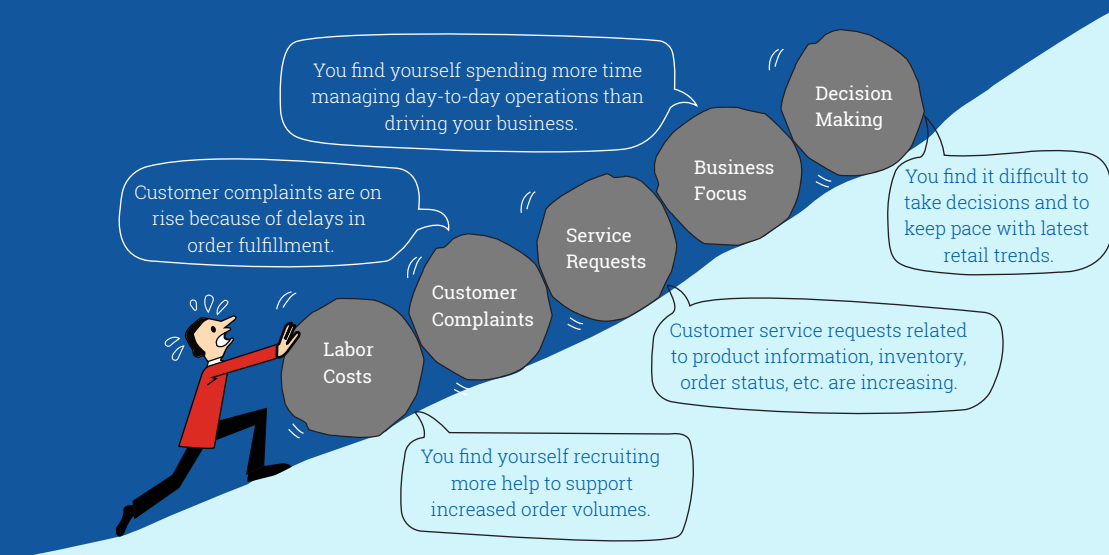 You find yourself spending more time
managing day-to-day operations than
driving your business.
Decision
Making
Business
Focus
You find it difficult to
take decisions and to
keep pace with latest
retail trends.
Customer complaints are on
rise because of delays in
order fulfillment.
Service
Requests
Customer
Complaints
Customer service requests related
to product information, inventory,
order status, etc. are increasing.
Labor
Costs
You find yourself recruiting
more help to support
increased order volumes.